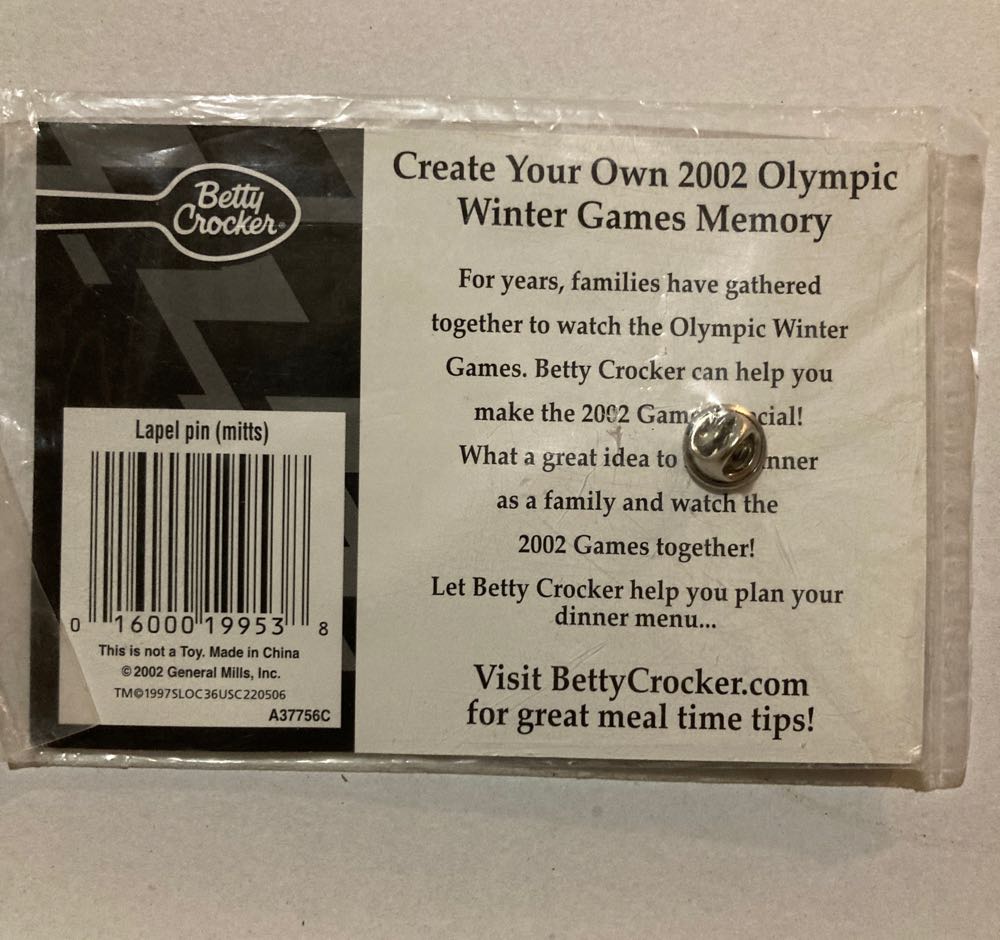 Betty
Crocker®
Create Your Own 2002 Olympic
Winter Games Memory
For years, families have gathered
together to watch the Olympic Winter
Games. Betty Crocker can help you
make the 2002
What a great idea to
as a family and watch the
2002 Games together!
Let Betty Crocker help you plan your
dinner menu...
Visit BettyCrocker.com
for great meal time tips!
Lapel pin (mitts)
0 16000 19953 8
This is not a Toy. Made in China
© 2002 General Mills, Inc.
TM©1997SLOC36USC220506
A37756C